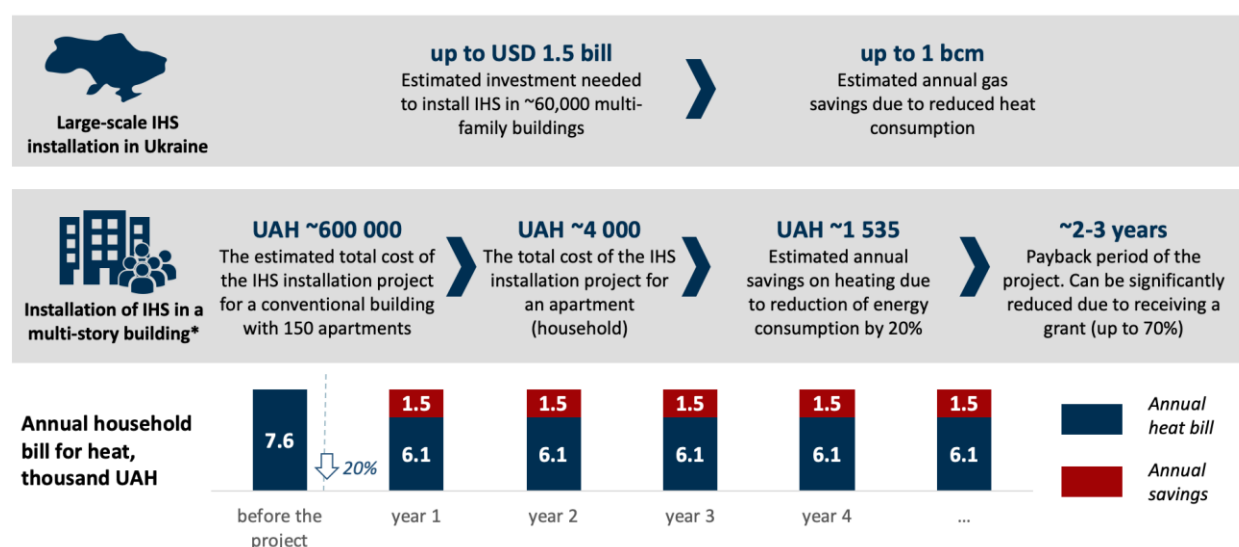 up to USD 1.5 bill
Estimated investment needed
to install IHS in ~60,000 multi-
family buildings
up to 1 bcm
Estimated annual gas
savings due to reduced heat
consumption
Large-scale IHS
installation in Ukraine
UAH ~600 000
The estimated total cost of
the IHS installation project
for a conventional building
with 150 apartments
UAH ~4 000
The total cost of the IHS
installation project for
an apartment
(household)
UAH ~1 535
Estimated annual
savings on heating due
to reduction of energy
consumption by 20%
~2-3 years
Payback period of the
project. Can be significantly
reduced due to receiving a
grant (up to 70%)
Installation of IHS in a
multi-story building*
Annual household
bill for heat,
thousand UAH
7.6
20%
1.5
6.1
1.5
6.1
1.5
6.1
1.5
6.1
1.5
6.1
before the
project
year 1
year 2
year 3
year 4
...
Annual
heat bill
Annual
savings